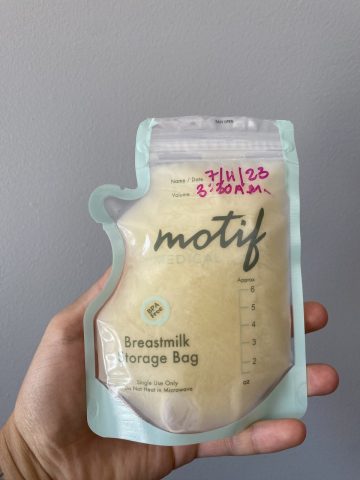 Name / Date 7/11/23
Volume 3:30 A.M.
motif
MEDICAL
Approx.
6
5
4
3
2
oz
BPA
free
Breastmilk
Storage Bag
Single Use Only
Do Not Heat in Microwave